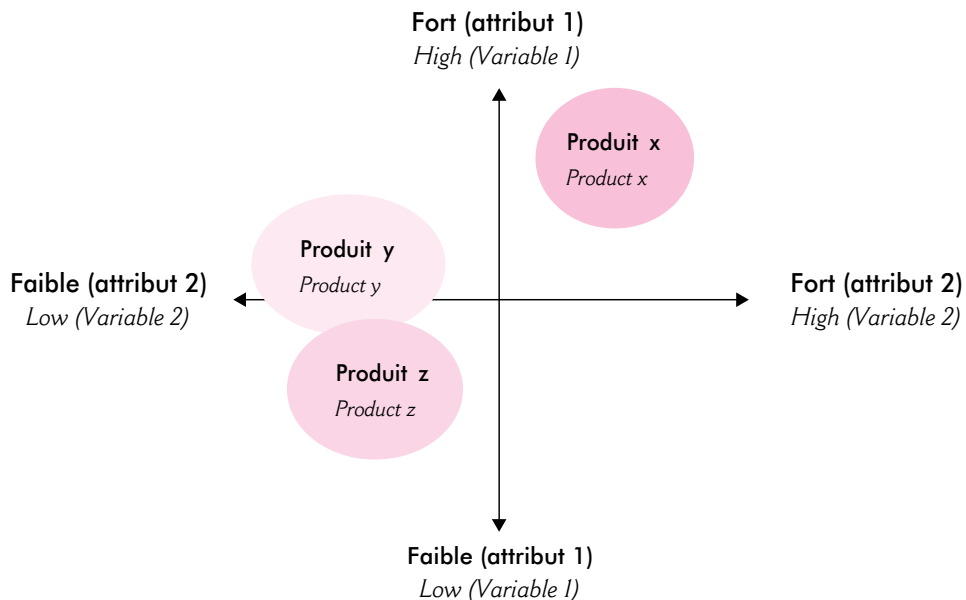 Fort (attribut 1)
High (Variable 1)
Produit x
Product x
Produit y
Product y
Faible (attribut 2)
Low (Variable 2)
Fort (attribut 2)
High (Variable 2)
Produit z
Product z
Faible (attribut 1)
Low (Variable 1)